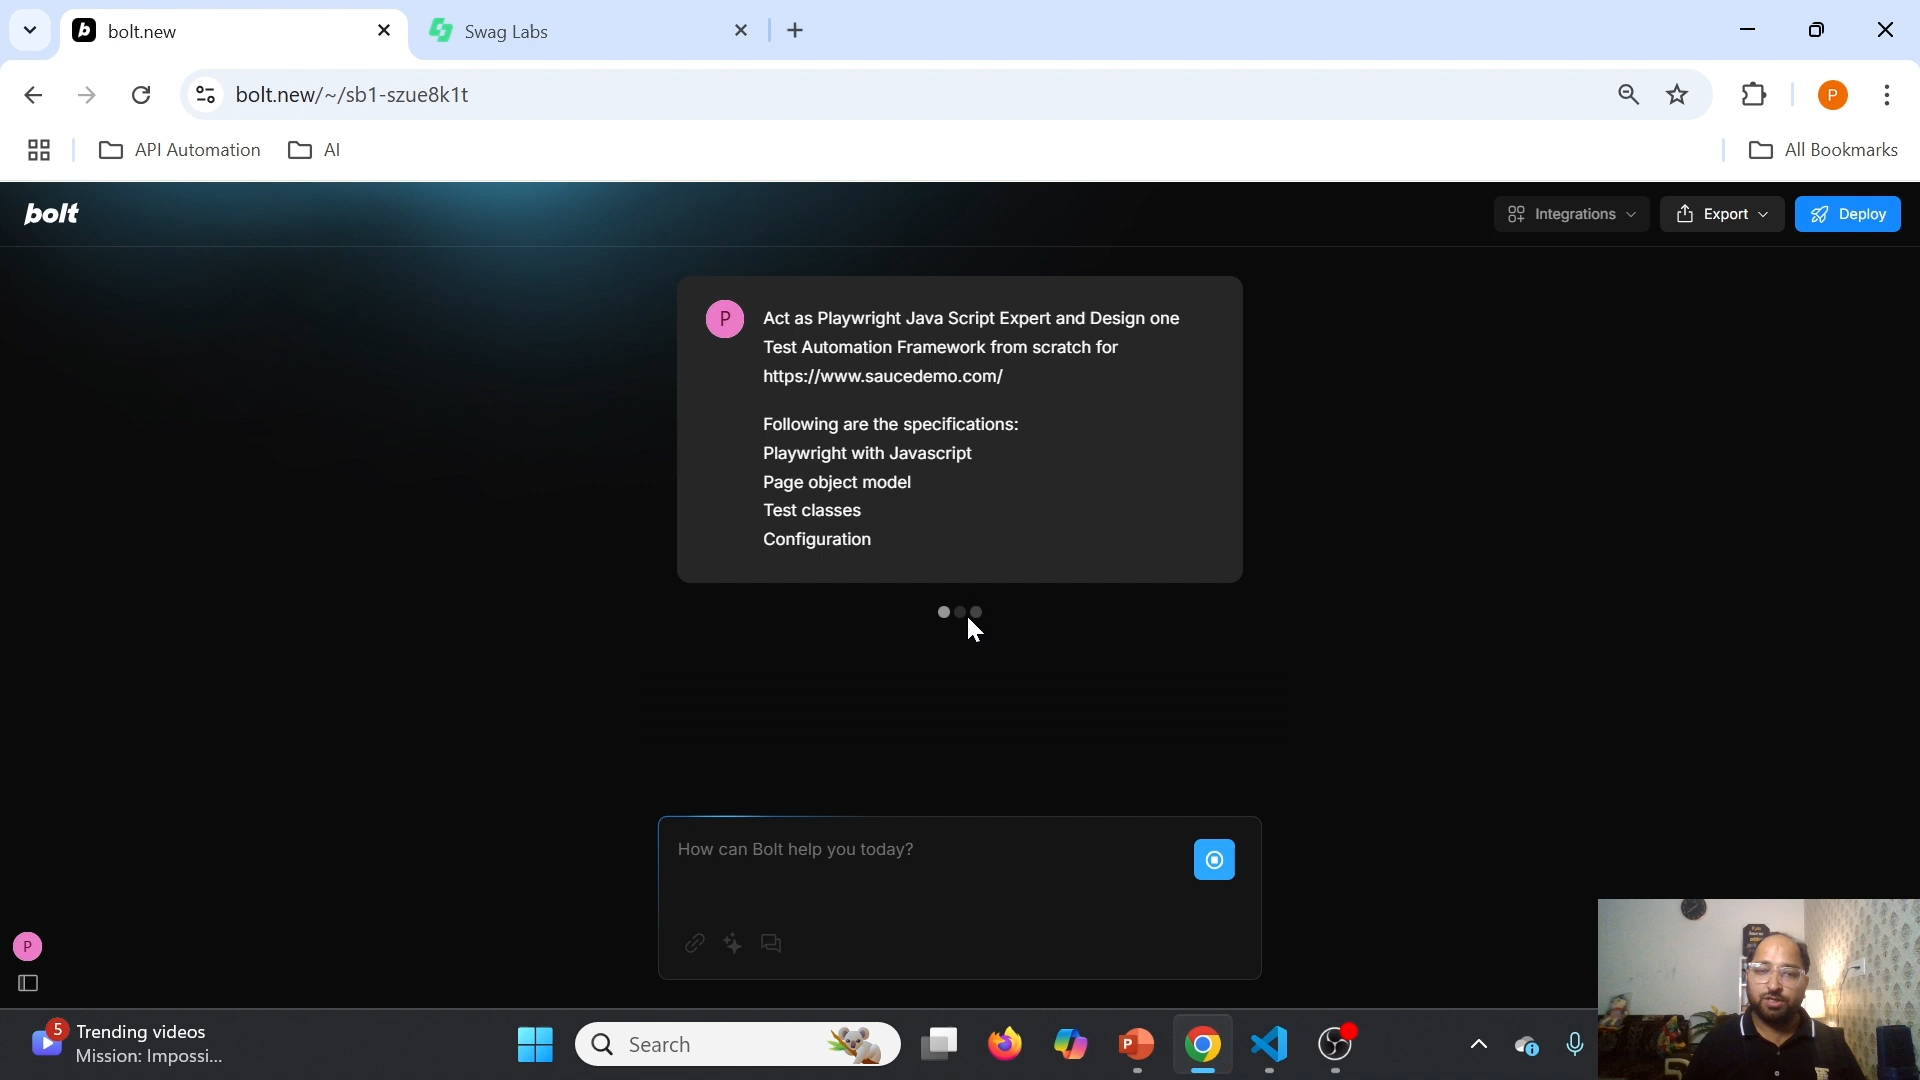 bolt.new
Swag Labs
bolt.new/~/sb1-szue8k1t
P
API Automation
AI
All Bookmarks
bolt
Integrations
Export
Deploy
P
Act as Playwright Java Script Expert and Design one
Test Automation Framework from scratch for
https://www.saucedemo.com/
Following are the specifications:
Playwright with Javascript
Page object model
Test classes
Configuration
How can Bolt help you today?
P
5
Trending videos
Mission: Impossi...
Search